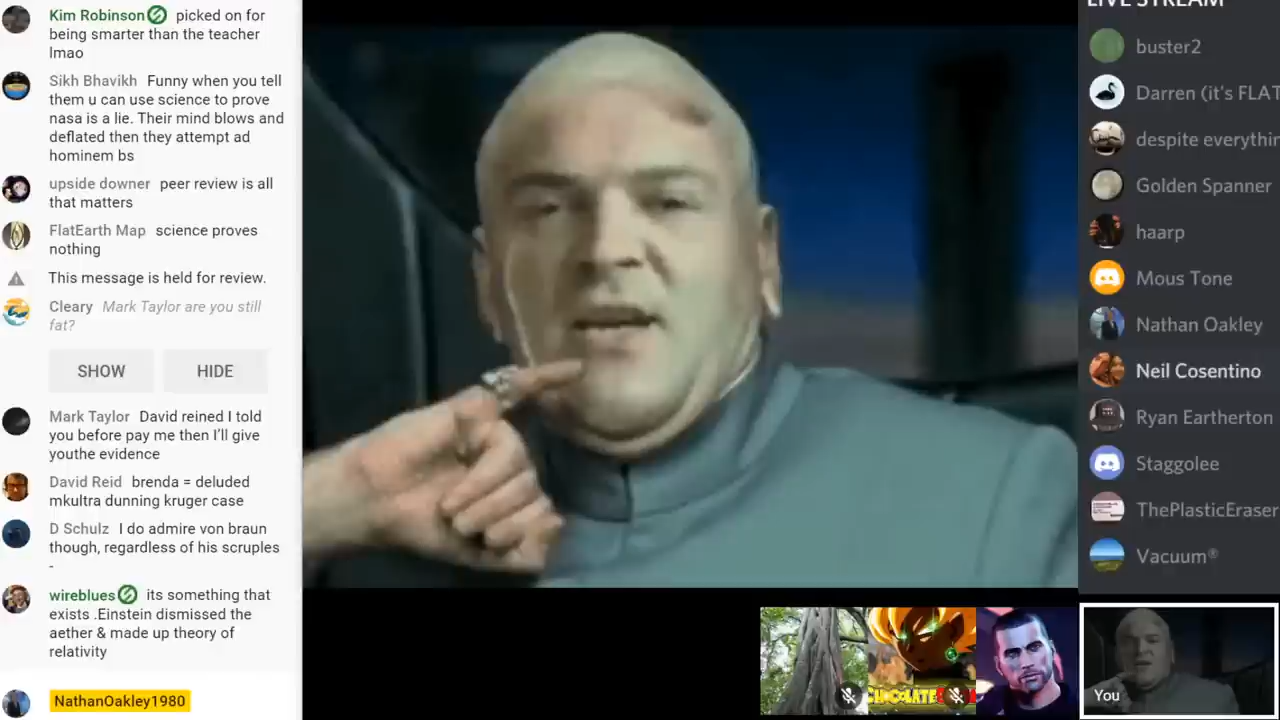 Kim Robinson picked on for
being smarter than the teacher
lmao
Sikh Bhavikh Funny when you tell
them u can use science to prove
nasa is a lie. Their mind blows and
deflated then they attempt ad
hominem bs
upside downer peer review is all
that matters
FlatEarth Map science proves
nothing
This message is held for review.
Cleary Mark Taylor are you still
fat?
SHOW HIDE
Mark Taylor David reined I told
you before pay me then I'll give
youthe evidence
David Reid brenda = deluded
mkultra dunning kruger case
D Schulz I do admire von braun
though, regardless of his scruples
-
wireblues its something that
exists .Einstein dismissed the
aether & made up theory of
relativity
NathanOakley1980
LIVE STREAM
buster2
Darren (it's FLAT
despite everythin
Golden Spanner
haarp
Mous Tone
Nathan Oakley
Neil Cosentino
Ryan Eartherton
Staggolee
ThePlasticEraser
Vacuum®
You